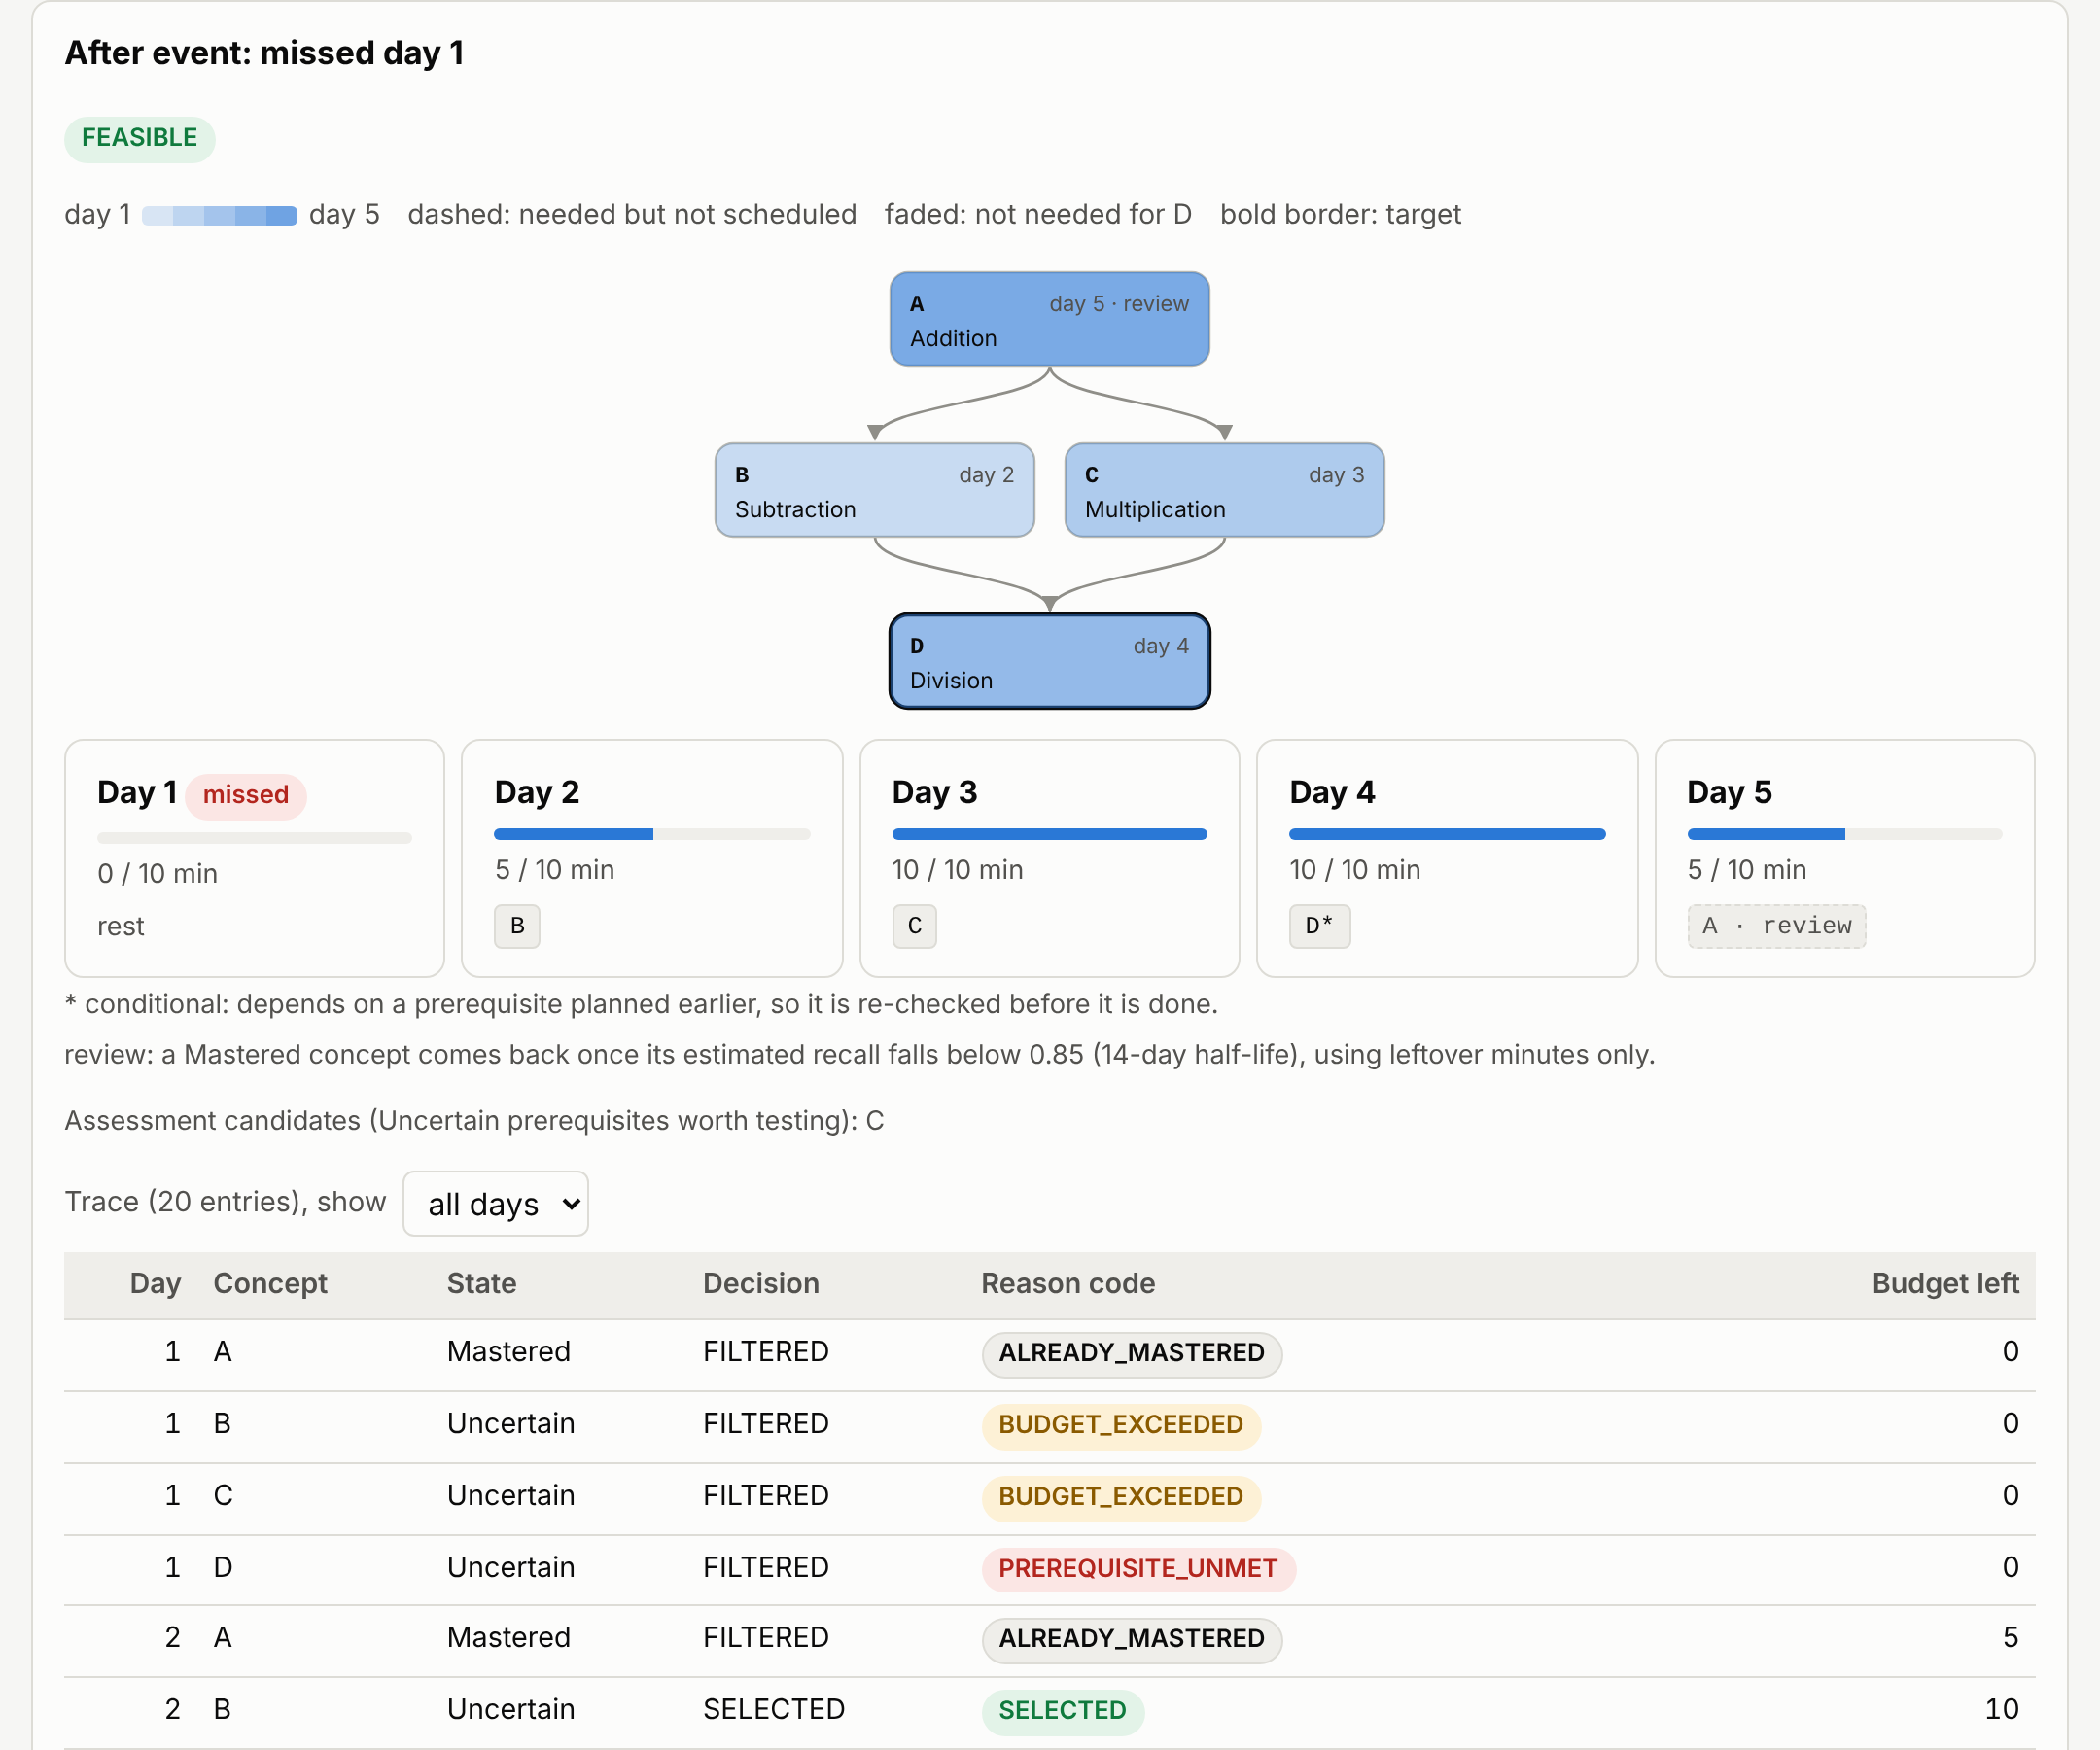 After event: missed day 1
FEASIBLE
day 1 day 5 dashed: needed but not scheduled faded: not needed for D bold border: target
A day 5 · review
Addition
B day 2
Subtraction
C day 3
Multiplication
D day 4
Division
Day 1 missed
0 / 10 min
rest
Day 2
5 / 10 min
B
Day 3
10 / 10 min
C
Day 4
10 / 10 min
D*
Day 5
5 / 10 min
A · review
* conditional: depends on a prerequisite planned earlier, so it is re-checked before it is done.
review: a Mastered concept comes back once its estimated recall falls below 0.85 (14-day half-life), using leftover minutes only.
Assessment candidates (Uncertain prerequisites worth testing): C
Trace (20 entries), show all days
Day Concept State Decision Reason code Budget left
1 A Mastered FILTERED ALREADY_MASTERED 0
1 B Uncertain FILTERED BUDGET_EXCEEDED 0
1 C Uncertain FILTERED BUDGET_EXCEEDED 0
1 D Uncertain FILTERED PREREQUISITE_UNMET 0
2 A Mastered FILTERED ALREADY_MASTERED 5
2 B Uncertain SELECTED SELECTED 10